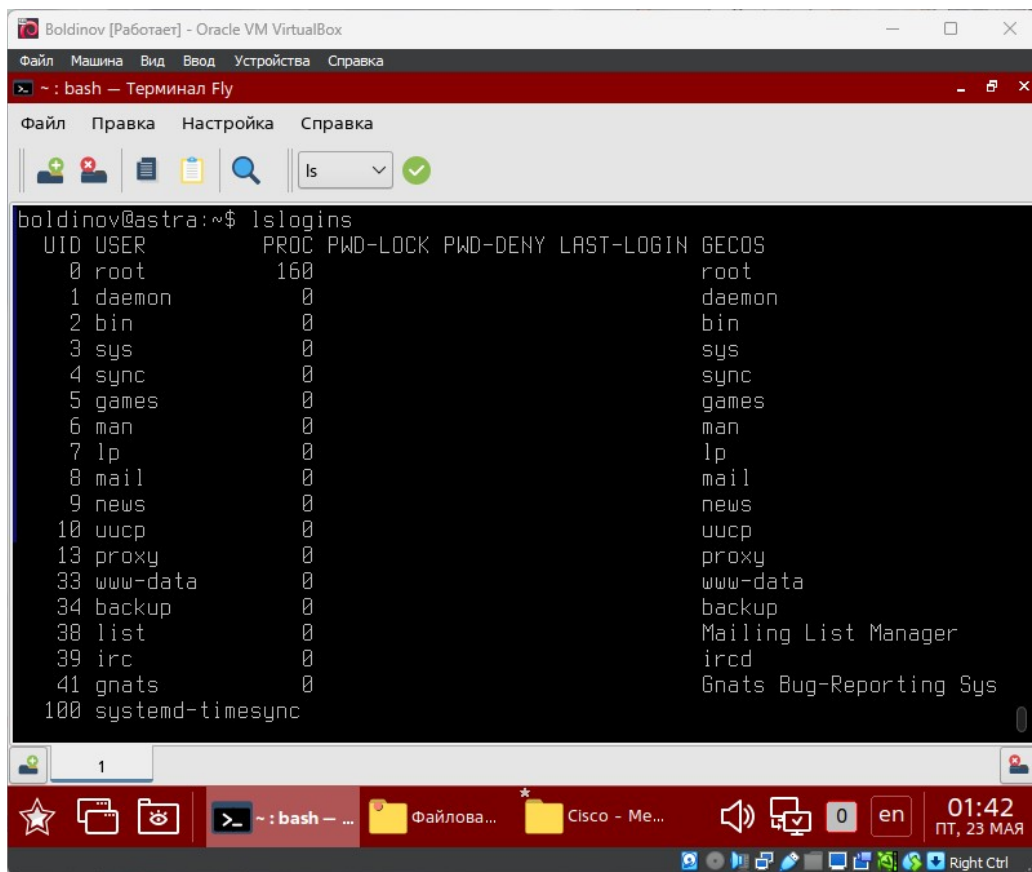 Boldinov [Работает] - Oracle VM VirtualBox
Файл Машина Вид Ввод Устройства Справка
~ : bash — Терминал Fly
Файл Правка Настройка Справка
ls
boldinov@astra:~$ lslogins
UID USER PROC PWD-LOCK PWD-DENY LAST-LOGIN GECOS
0 root 160 root
1 daemon 0 daemon
2 bin 0 bin
3 sys 0 sys
4 sync 0 sync
5 games 0 games
6 man 0 man
7 lp 0 lp
8 mail 0 mail
9 news 0 news
10 uucp 0 uucp
13 proxy 0 proxy
33 www-data 0 www-data
34 backup 0 backup
38 list 0 Mailing List Manager
39 irc 0 ircd
41 gnats 0 Gnats Bug-Reporting Sys
100 systemd-timesync
1
~ : bash — ... Файлова... Cisco - Me... 0 en 01:42
ПТ, 23 МАЯ
Right Ctrl